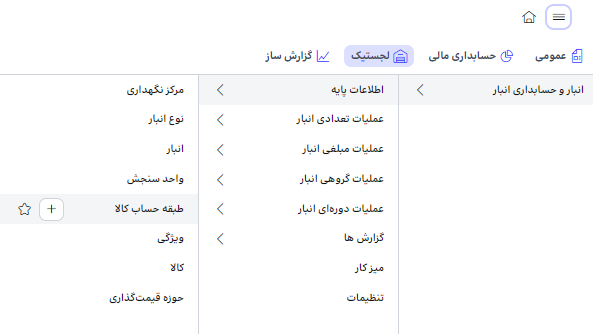 عمومی
حسابداری مالی
لجستیک
گزارش ساز
انبار و حسابداری انبار
اطلاعات پایه
عملیات تعدادی انبار
عملیات مبلغی انبار
عملیات گروهی انبار
عملیات دوره‌ای انبار
گزارش ها
میز کار
تنظیمات
مرکز نگهداری
نوع انبار
انبار
واحد سنجش
طبقه حساب کالا
ویژگی
کالا
حوزه قیمت‌گذاری